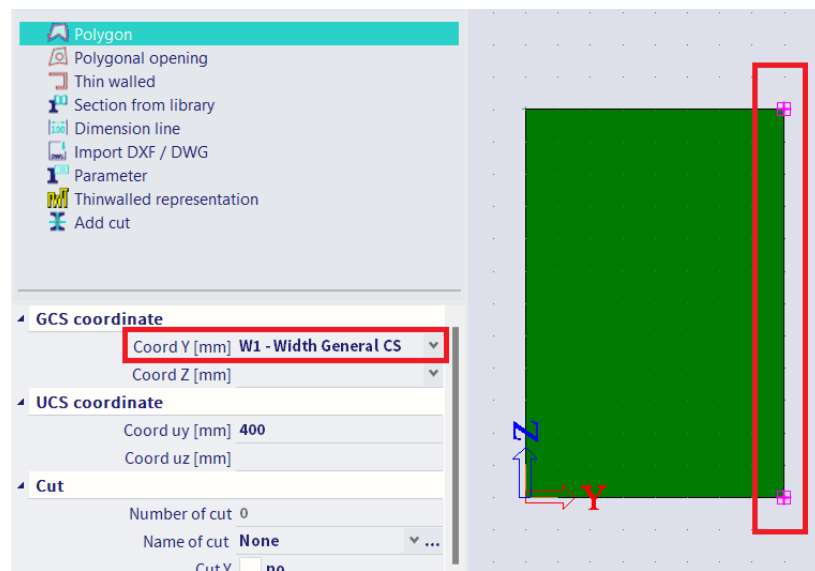 Polygon
Polygonal opening
Thin walled
Section from library
Dimension line
Import DXF / DWG
Parameter
Thinwalled representation
Add cut
GCS coordinate
Coord Y [mm] W1 - Width General CS
Coord Z [mm]
UCS coordinate
Coord uy [mm] 400
Coord uz [mm]
Cut
Number of cut 0
Name of cut None ...
Cut Y no
Z
Y